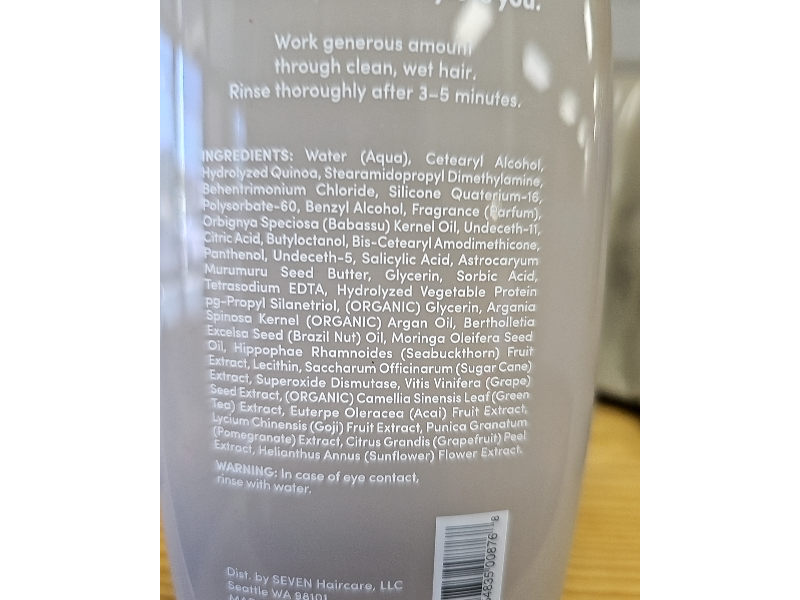 you.
Work generous amount
through clean, wet hair.
Rinse thoroughly after 3–5 minutes.
INGREDIENTS: Water (Aqua), Cetearyl Alcohol,
Hydrolyzed Quinoa, Stearamidopropyl Dimethylamine,
Behentrimonium Chloride, Silicone Quaterium-16,
Polysorbate-60, Benzyl Alcohol, Fragrance (Parfum),
Orbignya Speciosa (Babassu) Kernel Oil, Undeceth-11,
Citric Acid, Butyloctanol, Bis-Cetearyl Amodimethicone,
Panthenol, Undeceth-5, Salicylic Acid, Astrocaryum
Murumuru Seed Butter, Glycerin, Sorbic Acid,
Tetrasodium EDTA, Hydrolyzed Vegetable Protein
pg-Propyl Silanetriol, (ORGANIC) Glycerin, Argania
Spinosa Kernel (ORGANIC) Argan Oil, Bertholletia
Excelsa Seed (Brazil Nut) Oil, Moringa Oleifera Seed
Oil, Hippophae Rhamnoides (Seabuckthorn) Fruit
Extract, Lecithin, Saccharum Officinarum (Sugar Cane)
Extract, Superoxide Dismutase, Vitis Vinifera (Grape)
Seed Extract, (ORGANIC) Camellia Sinensis Leaf (Green
Tea) Extract, Euterpe Oleracea (Acai) Fruit Extract,
Lycium Chinensis (Goji) Fruit Extract, Punica Granatum
(Pomegranate) Extract, Citrus Grandis (Grapefruit) Peel
Extract, Helianthus Annus (Sunflower) Flower Extract.
WARNING: In case of eye contact,
rinse with water.
Dist. by SEVEN Haircare, LLC
Seattle WA 98101
4835 00876 8